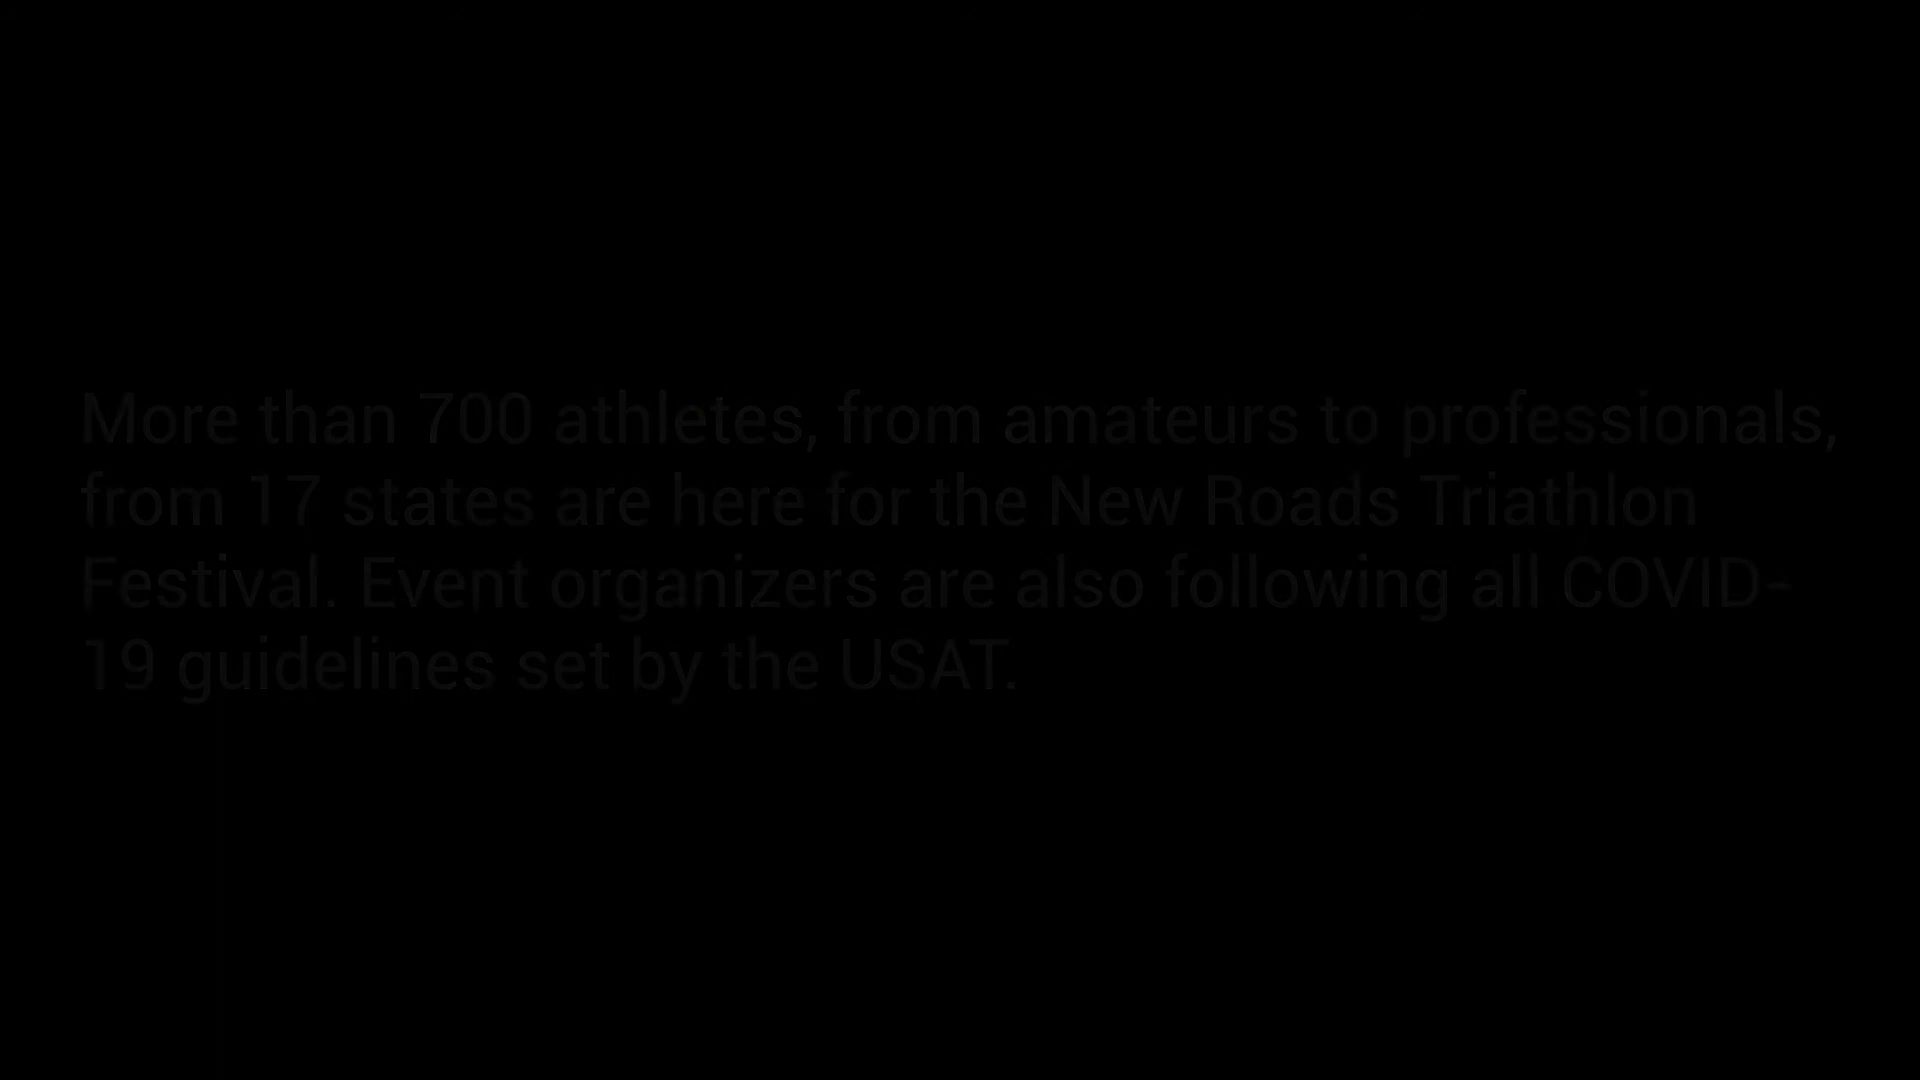 More than 700 athletes, from amateurs to professionals,
from 17 states are here for the New Roads Triathlon
Festival. Event organizers are also following all COVID-
19 guidelines set by the USAT.